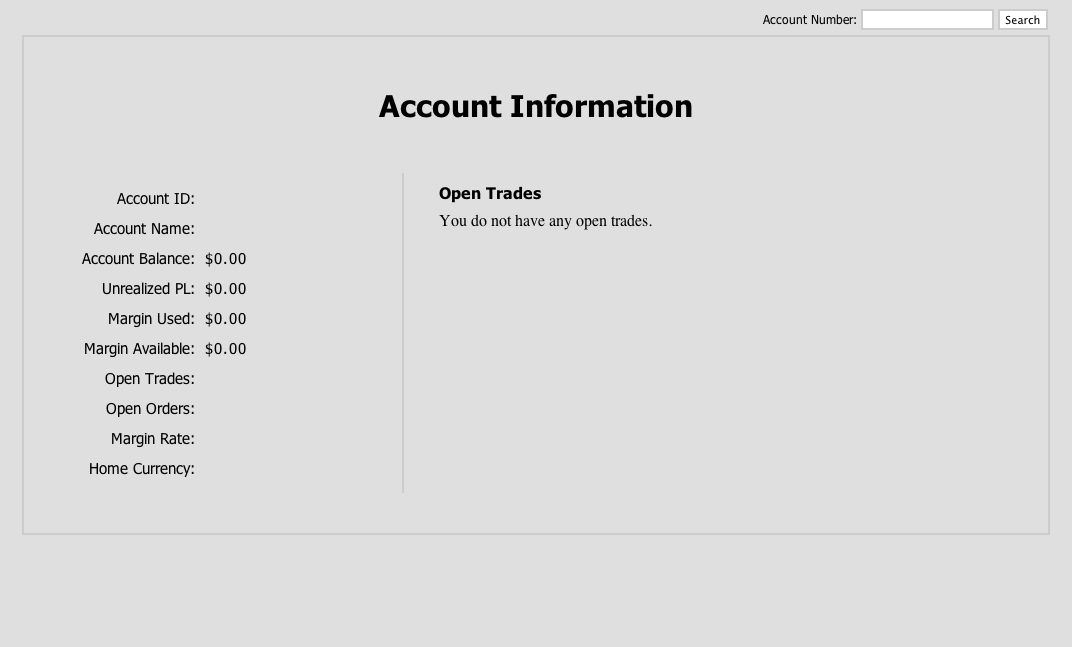 Account Number: Search
Account Information
Account ID:
Account Name:
Account Balance: $0.00
Unrealized PL: $0.00
Margin Used: $0.00
Margin Available: $0.00
Open Trades:
Open Orders:
Margin Rate:
Home Currency:
Open Trades
You do not have any open trades.